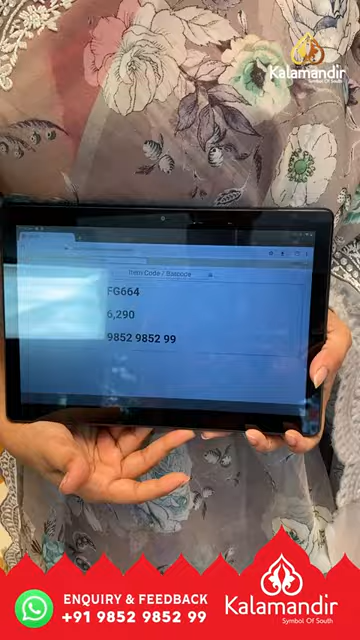 Kalamandir
Symbol Of South
Item Code / Barcode
FG664
6,290
9852 9852 99
ENQUIRY & FEEDBACK
+91 9852 9852 99
Kalamandir
Symbol Of South